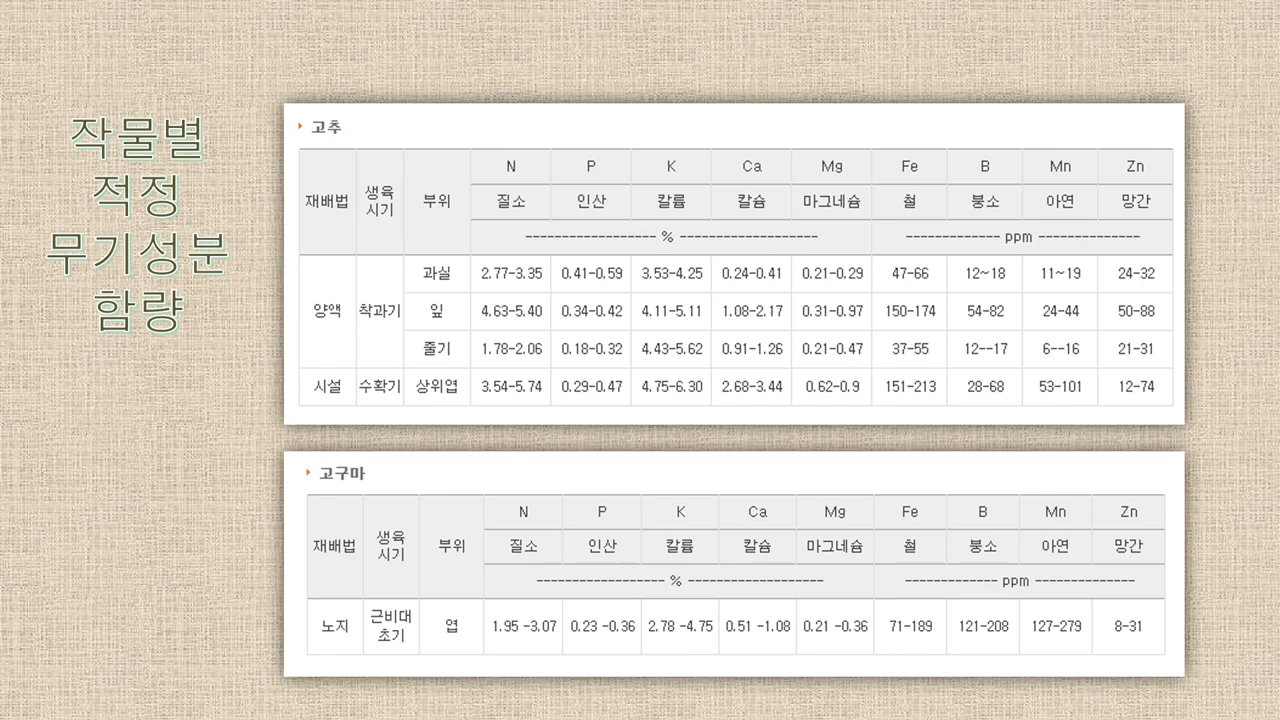 작물별
적정
무기성분
함량
고추
재배법 생육시기 부위 N P K Ca Mg Fe B Mn Zn
질소 인산 칼륨 칼슘 마그네슘 철 붕소 아연 망간
------------------ % ------------------- ------------- ppm --------------
양액 착과기 과실 2.77-3.35 0.41-0.59 3.53-4.25 0.24-0.41 0.21-0.29 47-66 12~18 11~19 24-32
잎 4.63-5.40 0.34-0.42 4.11-5.11 1.08-2.17 0.31-0.97 150-174 54-82 24-44 50-88
줄기 1.78-2.06 0.18-0.32 4.43-5.62 0.91-1.26 0.21-0.47 37-55 12--17 6--16 21-31
시설 수확기 상위엽 3.54-5.74 0.29-0.47 4.75-6.30 2.68-3.44 0.62-0.9 151-213 28-68 53-101 12-74
고구마
재배법 생육시기 부위 N P K Ca Mg Fe B Mn Zn
질소 인산 칼륨 칼슘 마그네슘 철 붕소 아연 망간
------------------ % ------------------- ------------- ppm --------------
노지 근비대초기 엽 1.95 -3.07 0.23 -0.36 2.78 -4.75 0.51 -1.08 0.21 -0.36 71-189 121-208 127-279 8-31